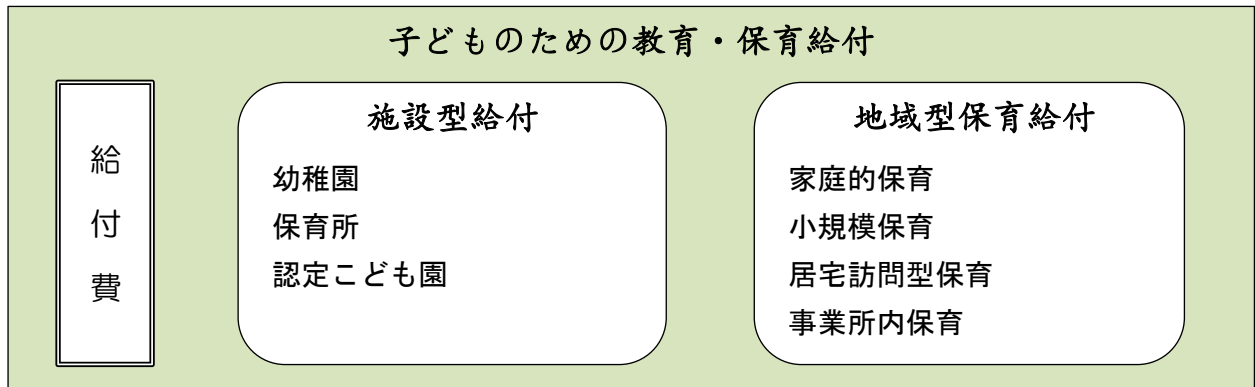 子どものための教育・保育給付
給付費
施設型給付
幼稚園
保育所
認定こども園
地域型保育給付
家庭的保育
小規模保育
居宅訪問型保育
事業所内保育